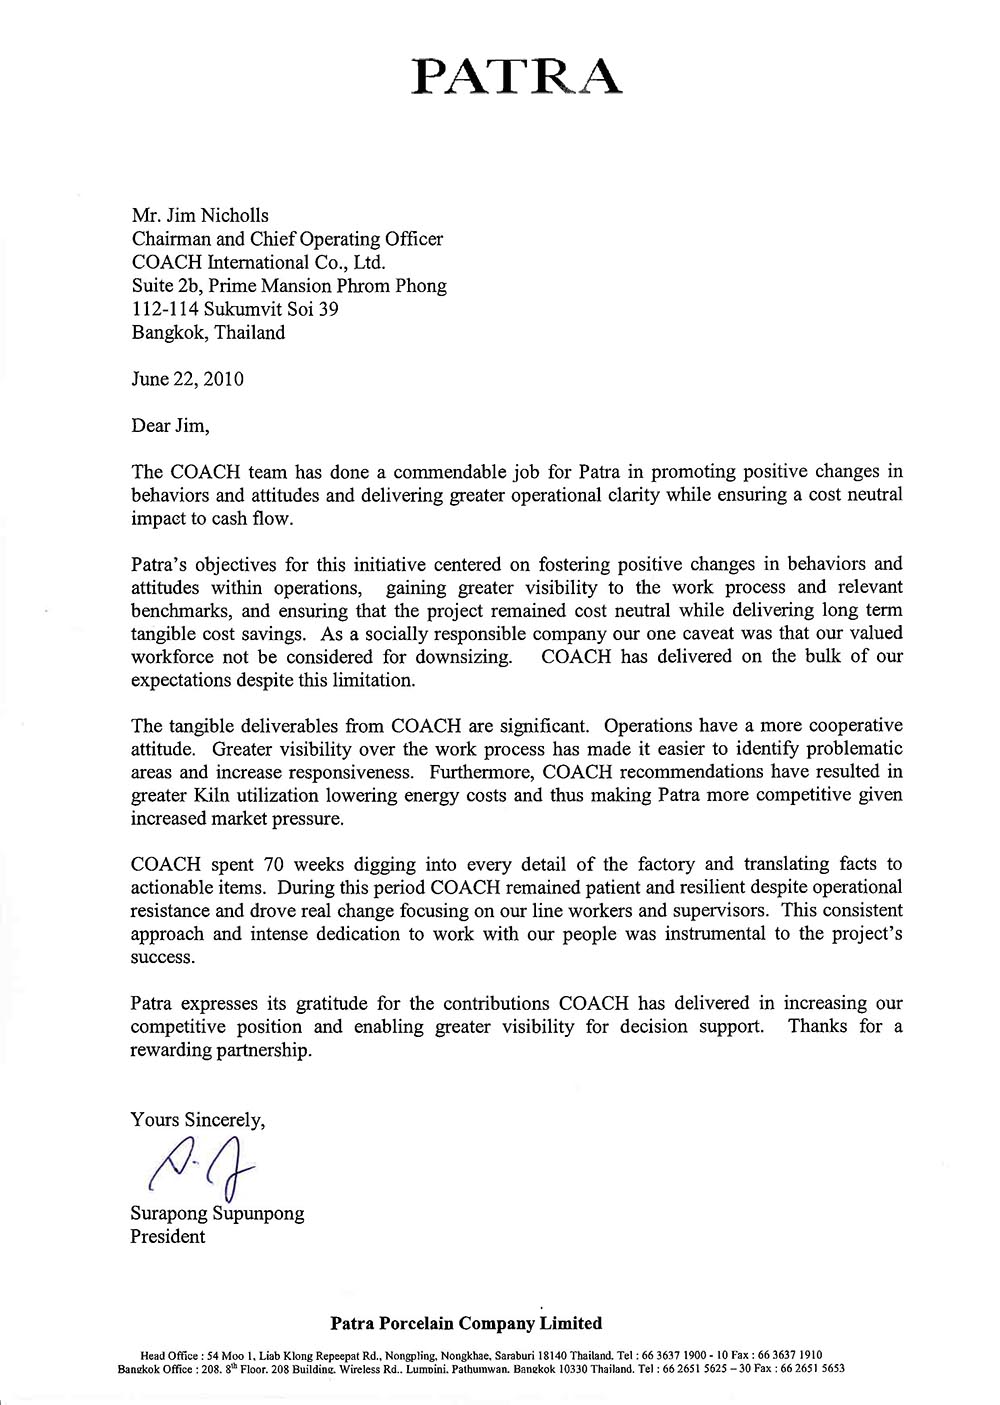 PATRA
Mr. Jim Nicholls
Chairman and Chief Operating Officer
COACH International Co., Ltd.
Suite 2b, Prime Mansion Phrom Phong
112-114 Sukumvit Soi 39
Bangkok, Thailand
June 22, 2010
Dear Jim,
The COACH team has done a commendable job for Patra in promoting positive changes in
behaviors and attitudes and delivering greater operational clarity while ensuring a cost neutral
impact to cash flow.
Patra's objectives for this initiative centered on fostering positive changes in behaviors and
attitudes within operations, gaining greater visibility to the work process and relevant
benchmarks, and ensuring that the project remained cost neutral while delivering long term
tangible cost savings. As a socially responsible company our one caveat was that our valued
workforce not be considered for downsizing. COACH has delivered on the bulk of our
expectations despite this limitation.
The tangible deliverables from COACH are significant. Operations have a more cooperative
attitude. Greater visibility over the work process has made it easier to identify problematic
areas and increase responsiveness. Furthermore, COACH recommendations have resulted in
greater Kiln utilization lowering energy costs and thus making Patra more competitive given
increased market pressure.
COACH spent 70 weeks digging into every detail of the factory and translating facts to
actionable items. During this period COACH remained patient and resilient despite operational
resistance and drove real change focusing on our line workers and supervisors. This consistent
approach and intense dedication to work with our people was instrumental to the project's
success.
Patra expresses its gratitude for the contributions COACH has delivered in increasing our
competitive position and enabling greater visibility for decision support. Thanks for a
rewarding partnership.
Yours Sincerely,
Surapong Supunpong
President
Patra Porcelain Company Limited
Head Office : 54 Moo 1, Liab Klong Repeepat Rd., Nongpling, Nongkhae, Saraburi 18140 Thailand. Tel : 66 3637 1900 - 10 Fax : 66 3637 1910
Bangkok Office : 208, 8th Floor, 208 Building, Wireless Rd., Lumpini, Pathumwan, Bangkok 10330 Thailand. Tel : 66 2651 5625 – 30 Fax : 66 2651 5653